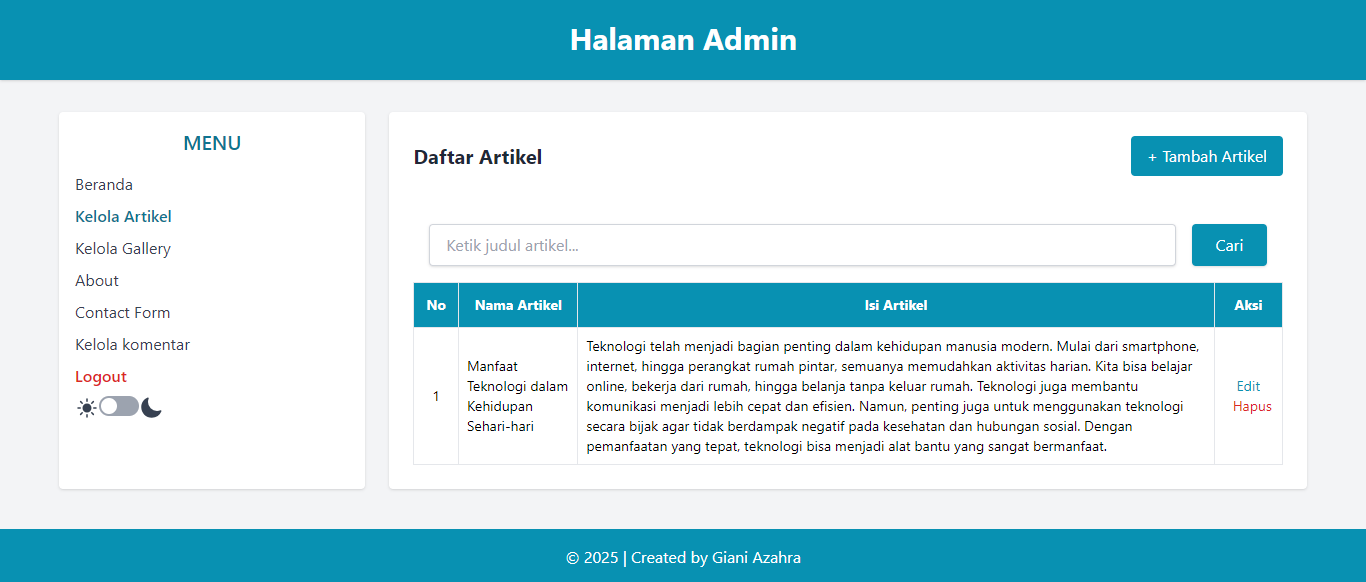 Halaman Admin
MENU
Beranda
Kelola Artikel
Kelola Gallery
About
Contact Form
Kelola komentar
Logout
Daftar Artikel
+ Tambah Artikel
Ketik judul artikel...
Cari
No
Nama Artikel
Isi Artikel
Aksi
1
Manfaat
Teknologi dalam
Kehidupan
Sehari-hari
Teknologi telah menjadi bagian penting dalam kehidupan manusia modern. Mulai dari smartphone,
internet, hingga perangkat rumah pintar, semuanya memudahkan aktivitas harian. Kita bisa belajar
online, bekerja dari rumah, hingga belanja tanpa keluar rumah. Teknologi juga membantu
komunikasi menjadi lebih cepat dan efisien. Namun, penting juga untuk menggunakan teknologi
secara bijak agar tidak berdampak negatif pada kesehatan dan hubungan sosial. Dengan
pemanfaatan yang tepat, teknologi bisa menjadi alat bantu yang sangat bermanfaat.
Edit
Hapus
© 2025 | Created by Giani Azahra